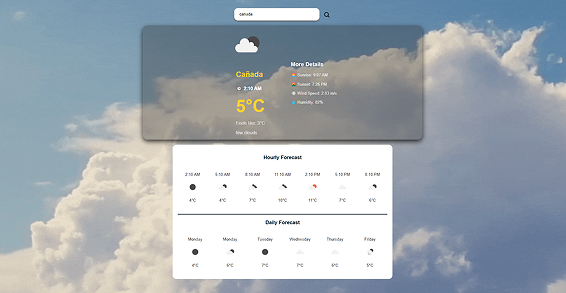 canada
More Details
Cañada
Sunrise: 9:07 AM
2:10 AM
Sunset: 7:26 PM
5°C
Wind Speed: 2.93 m/s
Humidity: 82%
Feels like: 3°C
few clouds
Hourly Forecast
2:10 AM 5:10 AM 8:10 AM 11:10 AM 2:10 PM 5:10 PM 8:10 PM
4°C 4°C 7°C 10°C 11°C 7°C 6°C
Daily Forecast
Monday Monday Tuesday Wednesday Thursday Friday
4°C 6°C 7°C 7°C 6°C 5°C